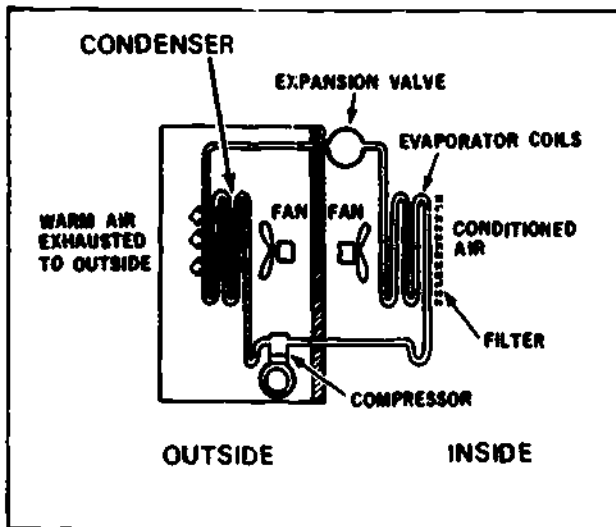 CONDENSER
EXPANSION VALVE
EVAPORATOR COILS
WARM AIR
EXHAUSTED
TO OUTSIDE
FAN
FAN
CONDITIONED
AIR
FILTER
COMPRESSOR
OUTSIDE
INSIDE